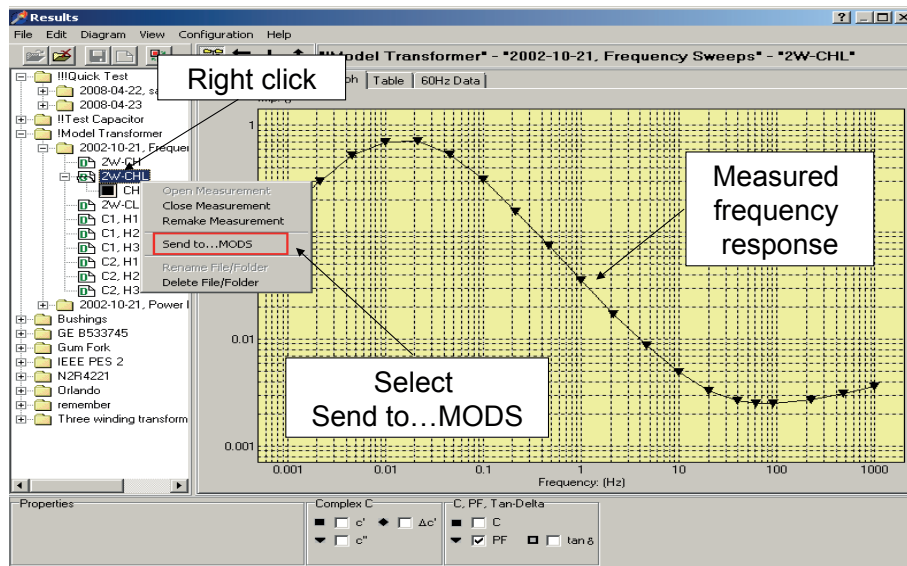 Results
File Edit Diagram View Configuration Help
Model Transformer" - "2002-10-21, Frequency Sweeps" - "2W-CHL"
Table
60Hz Data
!!!Quick Test
2008-04-22,
2008-04-23
!!Test Capacitor
!Model Transformer
2002-10-21,
2W-CH
2W-CHL
CH
2W-CL
C1, H1
C1, H2
C1, H3
C2, H1
C2, H2
C2, H3
2002-10-21, Power
Bushings
GE B533745
Gum Fork
IEEE PES 2
N2R4221
Orlando
remember
Three winding transform
Right click
Open Measurement
Close Measurement
Remake Measurement
Send to...MODS
Rename File/Folder
Delete File/Folder
Measured
frequency
response
Select
Send to...MODS
1
0.01
0.001
0.001 0.01 0.1 1 10 100 1000
Frequency: (Hz)
Properties
Complex C
c' Δc'
c"
C, PF, Tan-Delta
C
PF tan δ